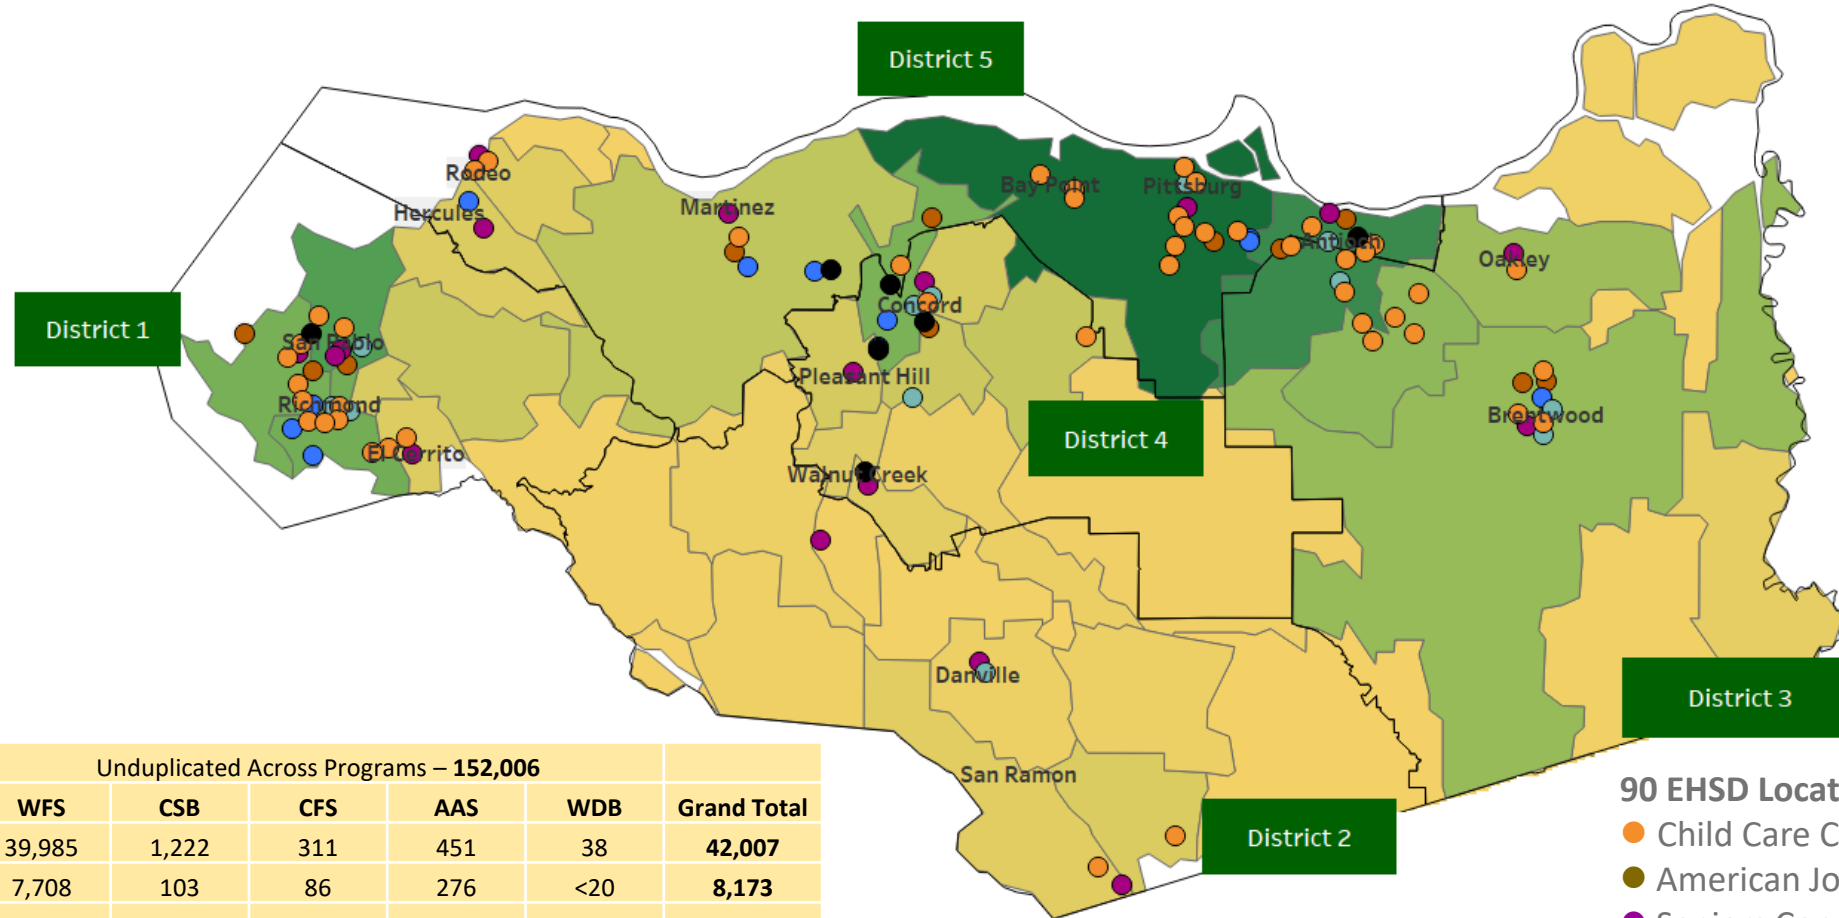 District 5
Rodeo
Hercules
Martinez
Bay Point
Pittsburg
Antioch
Oakley
District 1
San Pablo
Concord
Richmond
Pleasant Hill
El Cerrito
Brentwood
District 4
Walnut Creek
Danville
District 3
San Ramon
District 2
Unduplicated Across Programs – 152,006
WFS CSB CFS AAS WDB Grand Total
39,985 1,222 311 451 38 42,007
7,708 103 86 276 <20 8,173
90 EHSD Locat
Child Care C
American Jo